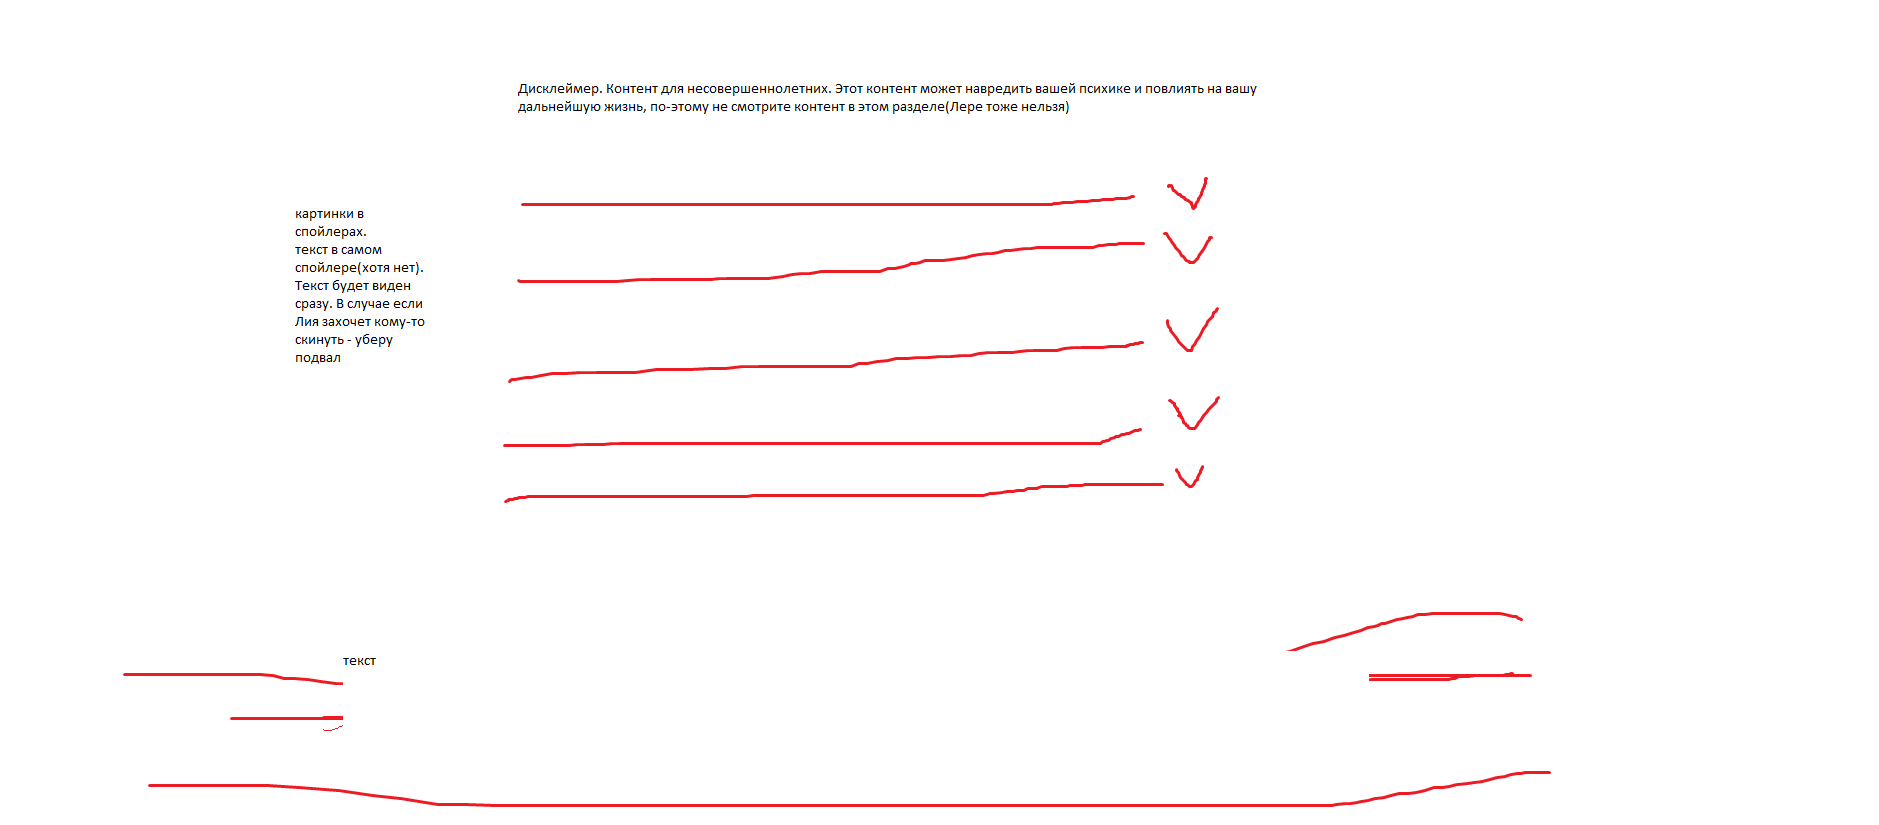 Дисклеймер. Контент для несовершеннолетних. Этот контент может навредить вашей психике и повлиять на вашу
дальнейшую жизнь, по-этому не смотрите контент в этом разделе(Лере тоже нельзя)
картинки в
спойлерах.
текст в самом
спойлере(хотя нет).
Текст будет виден
сразу. В случае если
Лия захочет кому-то
скинуть - уберу
подвал
текст